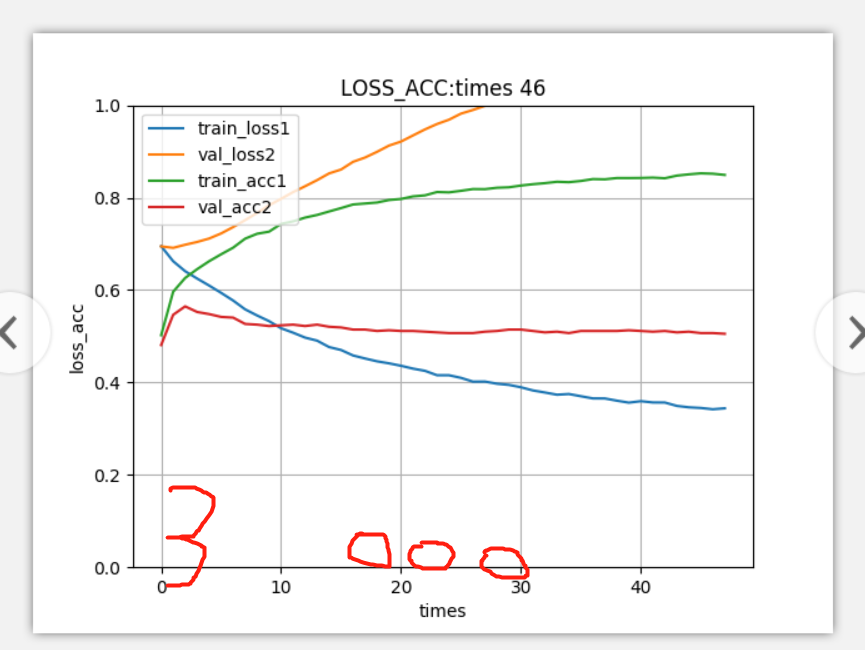 LOSS_ACC:times 46
1.0
train_loss1
val_loss2
train_acc1
val_acc2
0.8
0.6
loss_acc
0.4
0.2
3 000
0.0
0 10 20 30 40
times